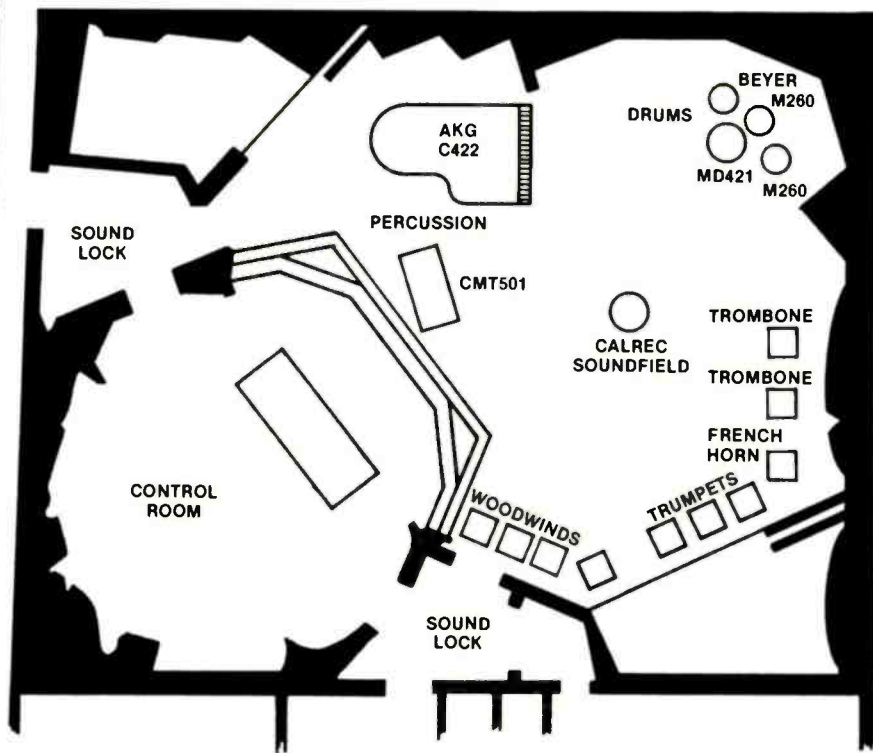 BEYER
M260
DRUMS
AKG
C422
MD421
M260
PERCUSSION
SOUND
LOCK
CMT501
TROMBONE
CALREC
SOUNDFIELD
TROMBONE
FRENCH
HORN
CONTROL
ROOM
WOODWINDS
TRUMPETS
SOUND
LOCK